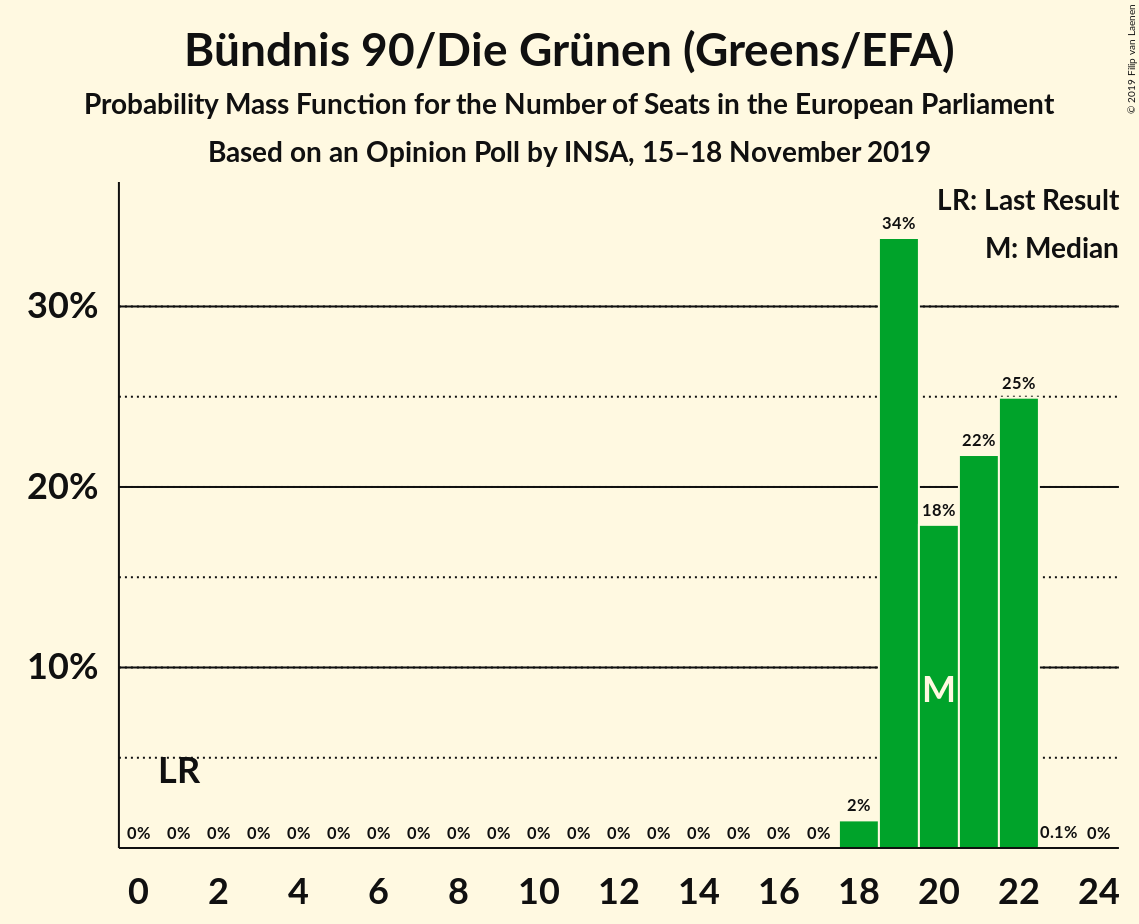 Bündnis 90/Die Grünen (Greens/EFA)
Probability Mass Function for the Number of Seats in the European Parliament
Based on an Opinion Poll by INSA, 15–18 November 2019
© 2019 Filip van Laenen
LR: Last Result
M: Median
34%
30%
25%
22%
20%
18%
10%
M
LR
2%
0% 0% 0% 0% 0% 0% 0% 0% 0% 0% 0% 0% 0% 0% 0% 0% 0% 0% 0.1% 0%
0 2 4 6 8 10 12 14 16 18 20 22 24